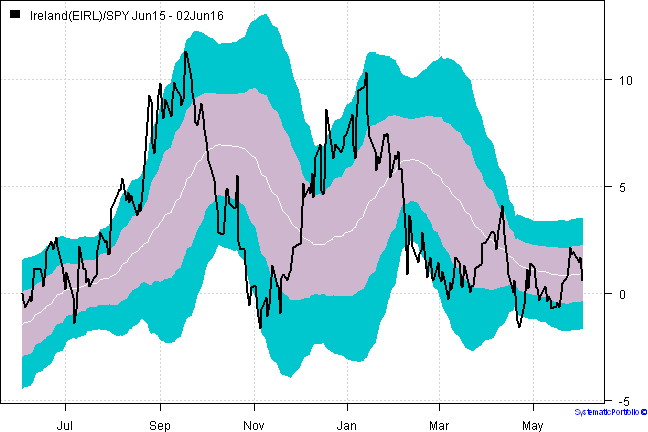 Ireland(EIRL)/SPY Jun15 - 02Jun16
10
5
0
-5
SystematicPortfolio ©
Jul Sep Nov Jan Mar May